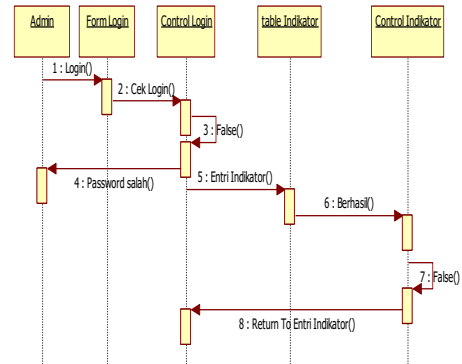 Admin
Form Login
Control Login
table Indikator
Control Indikator
1 : Login()
2 : Cek Login()
3 : False()
4 : Password salah()
5 : Entri Indikator()
6 : Berhasil()
7 : False()
8 : Return To Entri Indikator()